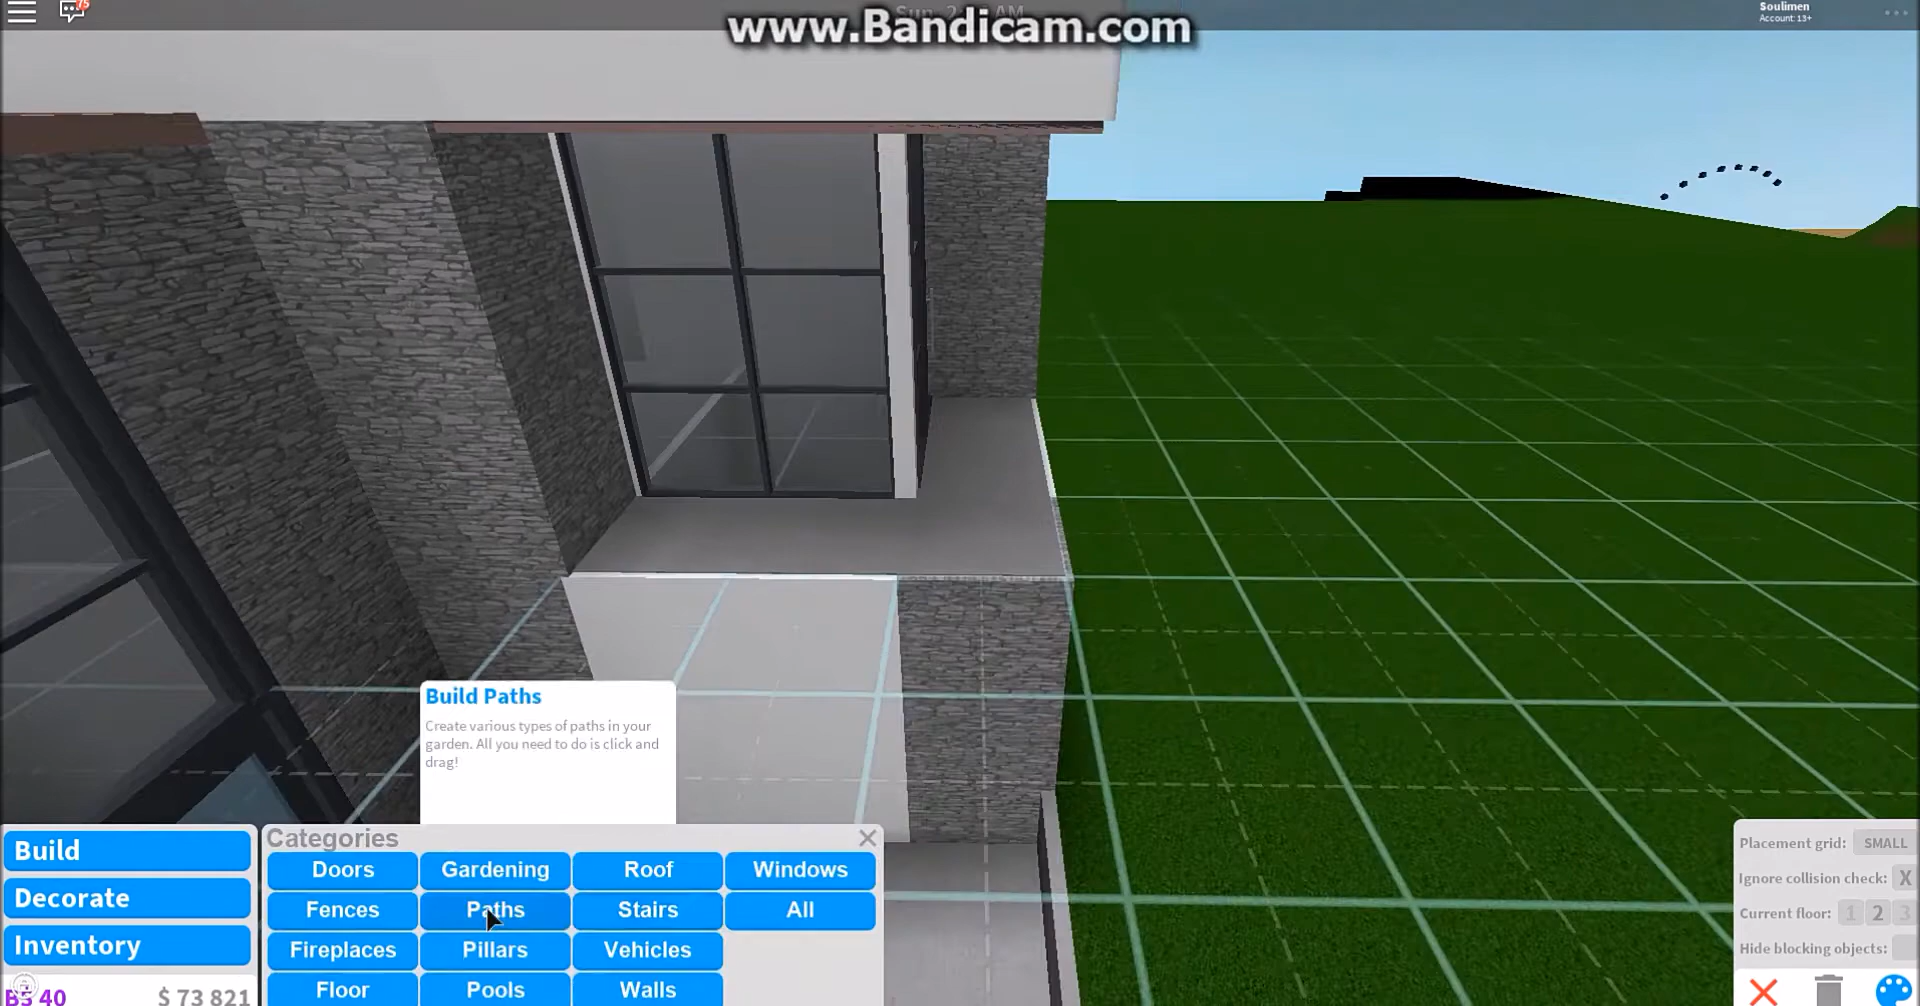 75
www.Bandicam.com
Soulimen
Account: 13+
Build Paths
Create various types of paths in your
garden. All you need to do is click and
drag!
Categories
Build
Decorate
Inventory
B$ 40
$ 73 821
Doors
Gardening
Roof
Windows
Fences
Paths
Stairs
All
Fireplaces
Pillars
Vehicles
Floor
Pools
Walls
Placement grid: SMALL
Ignore collision check: X
Current floor: 1 2 3
Hide blocking objects: